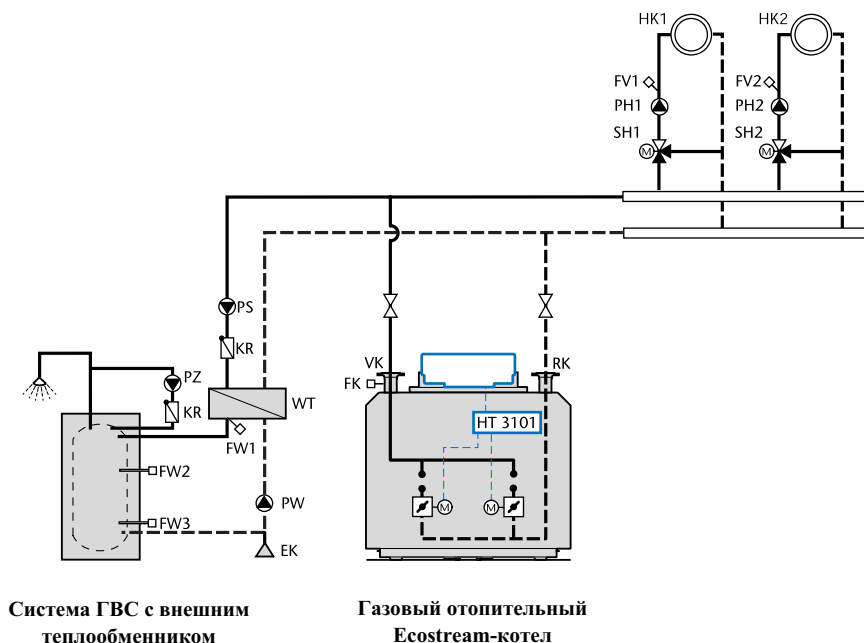 HK1
HK2
FV1
FV2
PH1
PH2
SH1
SH2
M
M
PS
KR
VK
RK
PZ
FK
KR
WT
HT 3101
FW1
FW2
M
M
PW
FW3
EK
Система ГВС с внешним
теплообменником
Газовый отопительный
Ecostream-котел